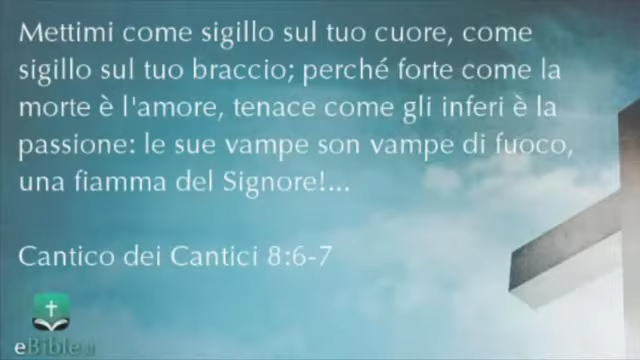 Mettimi come sigillo sul tuo cuore, come
sigillo sul tuo braccio; perché forte come la
morte è l'amore, tenace come gli inferi è la
passione: le sue vampe son vampe di fuoco,
una fiamma del Signore!...
Cantico dei Cantici 8:6-7